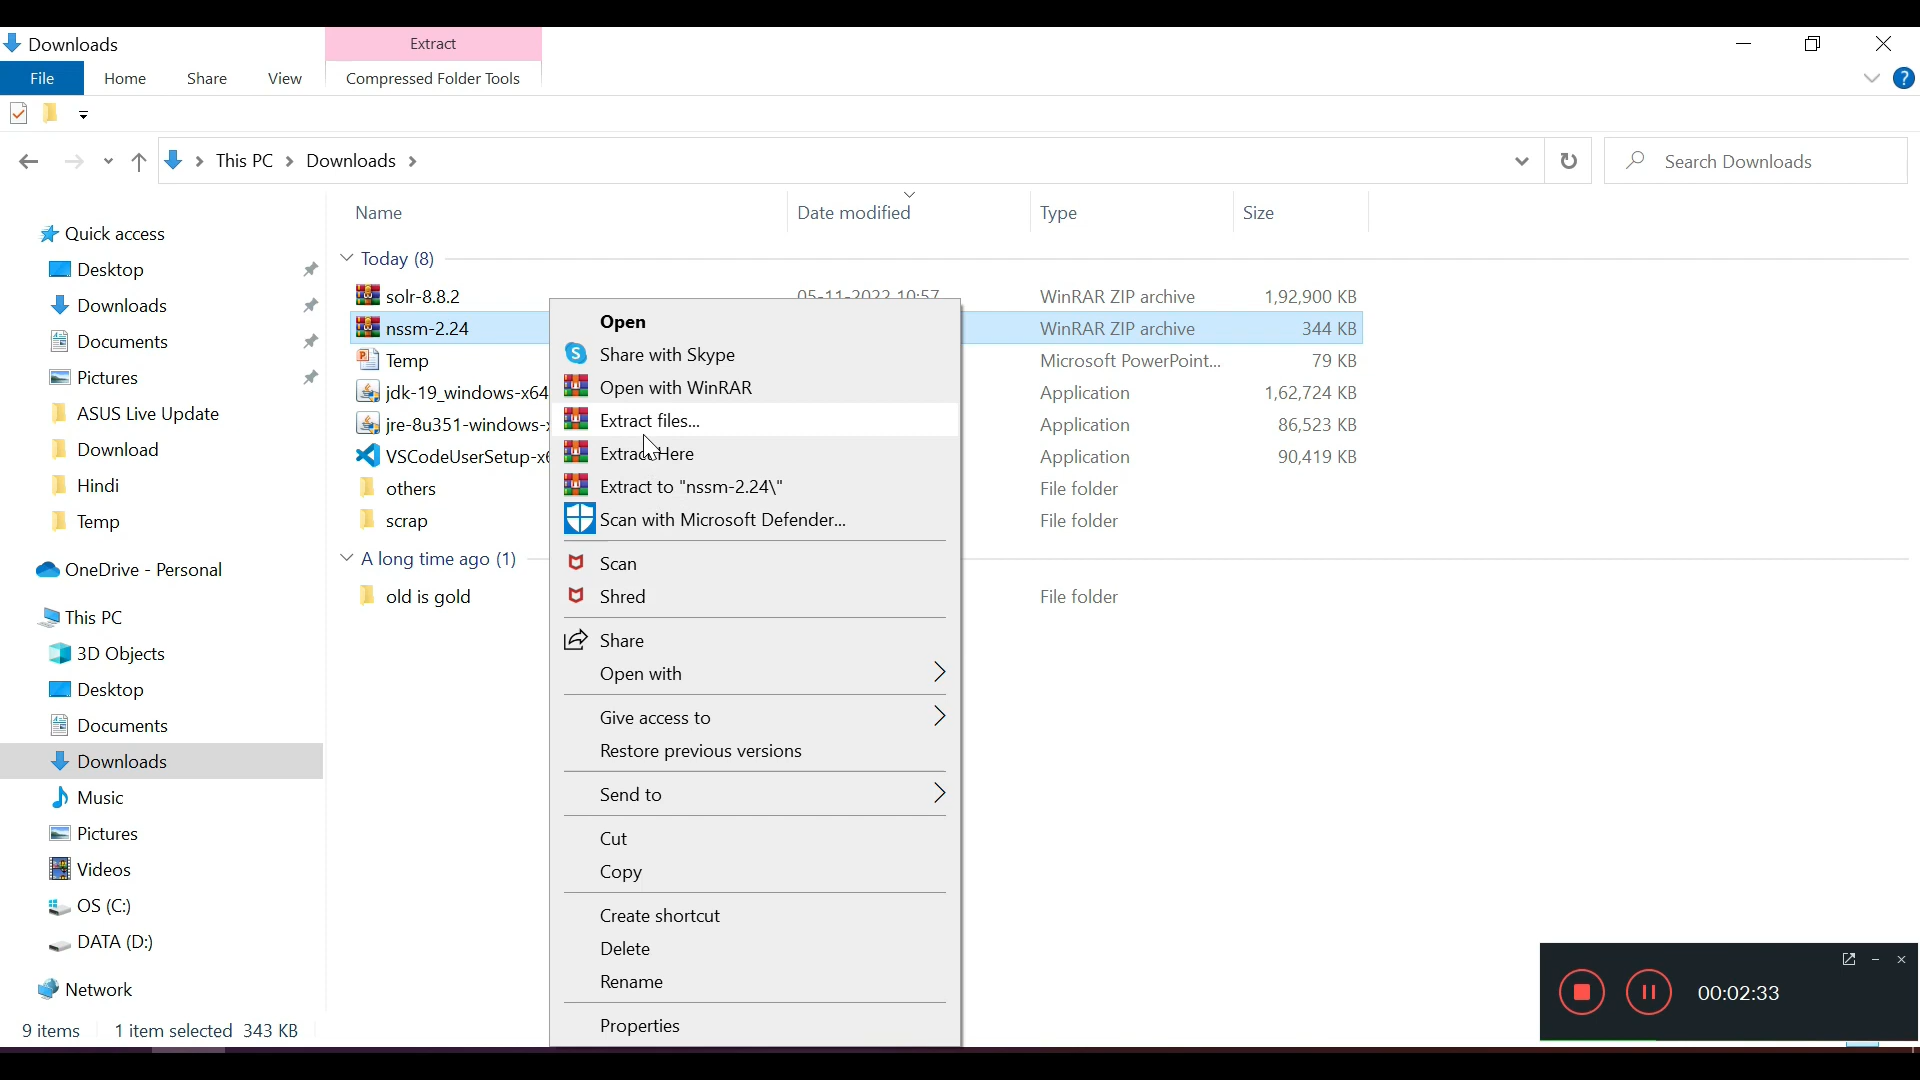 Downloads
Extract
File
Home
Share
View
Compressed Folder Tools
?
This PC
Downloads
Search Downloads
Name
Date modified
Type
Size
Quick access
Desktop
Downloads
Documents
Pictures
ASUS Live Update
Download
Hindi
Temp
OneDrive - Personal
This PC
3D Objects
Desktop
Documents
Downloads
Music
Pictures
Videos
OS (C:)
DATA (D:)
Network
Today (8)
solr-8.8.2
05-11-2022 10:57
WinRAR ZIP archive
1,92,900 KB
nssm-2.24
WinRAR ZIP archive
344 KB
Temp
Microsoft PowerPoint...
79 KB
jdk-19_windows-x64
Application
1,62,724 KB
jre-8u351-windows-
Application
86,523 KB
VSCodeUserSetup-x6
Application
90,419 KB
others
File folder
scrap
File folder
A long time ago (1)
old is gold
File folder
Open
Share with Skype
Open with WinRAR
Extract files...
Extract Here
Extract to "nssm-2.24\"
Scan with Microsoft Defender...
Scan
Shred
Share
Open with
Give access to
Restore previous versions
Send to
Cut
Copy
Create shortcut
Delete
Rename
Properties
9 items
1 item selected 343 KB
00:02:33